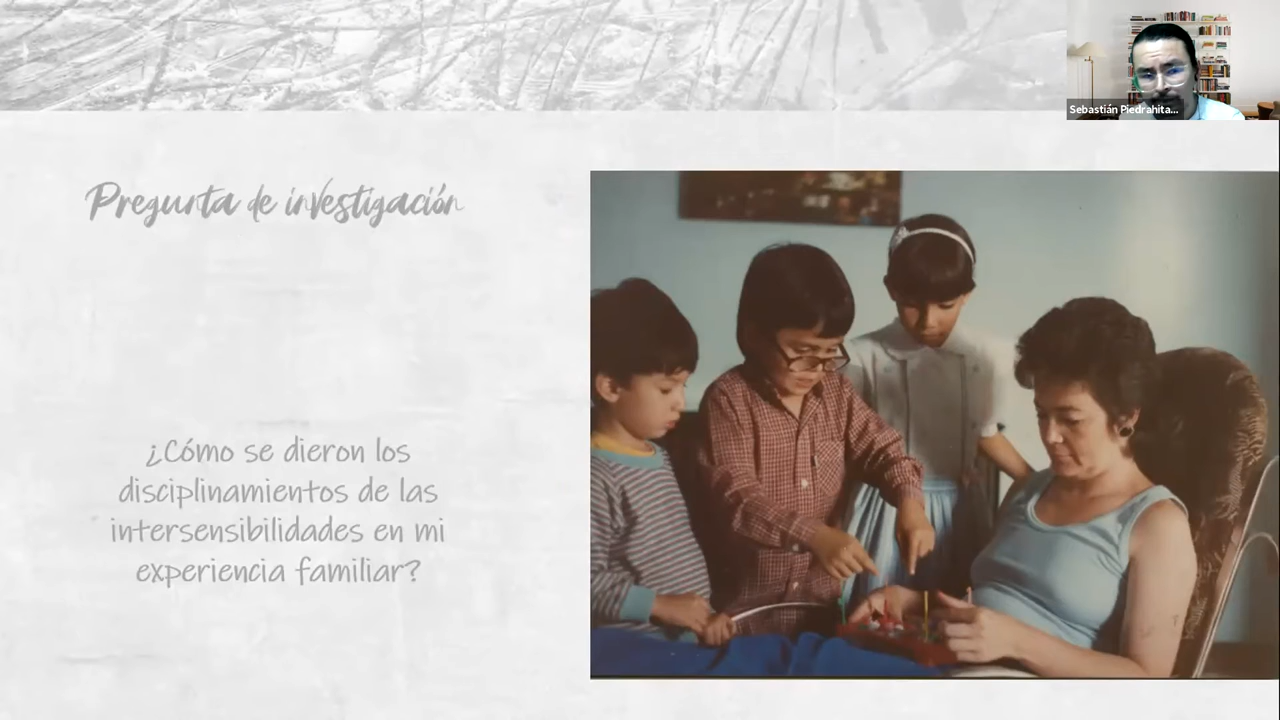 Sebastián Piedrahita...
Pregunta de investigación
¿Cómo se dieron los
disciplinamientos de las
intersensibilidades en mi
experiencia familiar?